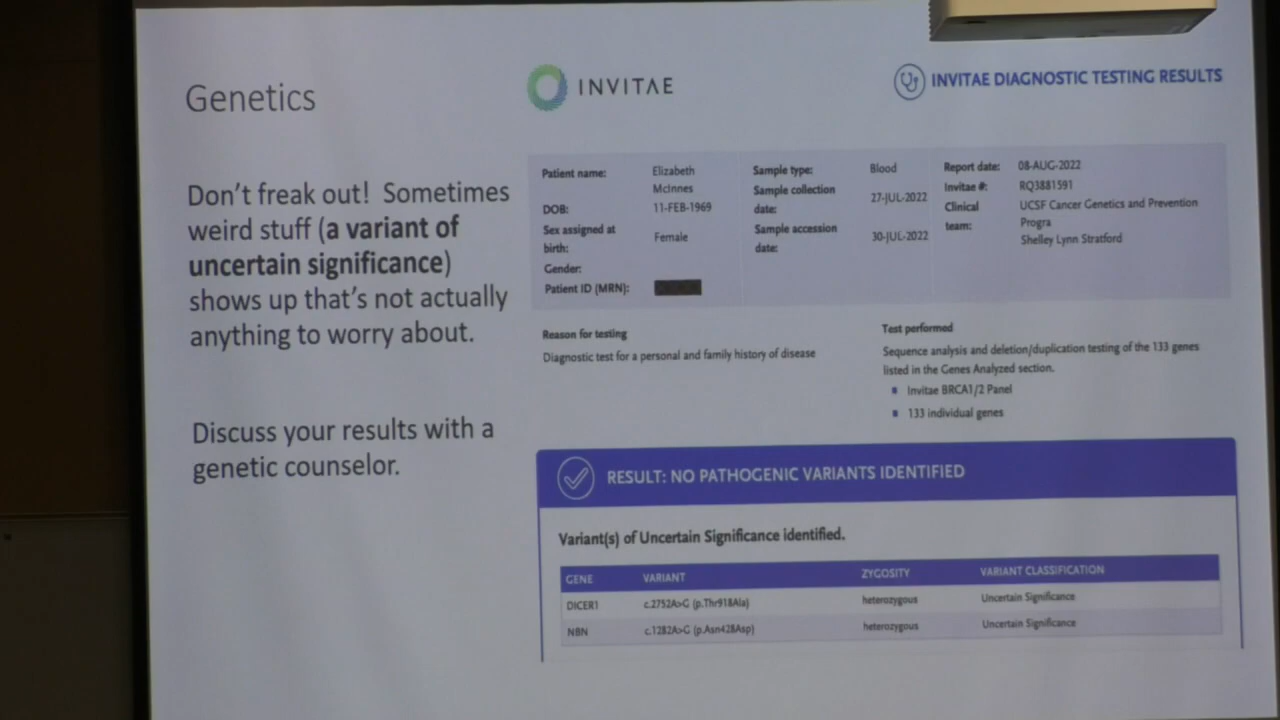 Genetics
Don't freak out! Sometimes
weird stuff (a variant of
uncertain significance)
shows up that's not actually
anything to worry about.
Discuss your results with a
genetic counselor.
INVITAE
INVITAE DIAGNOSTIC TESTING RESULTS
Patient name: Elizabeth
McInnes
DOB: 11-FEB-1969
Sex assigned at
birth: Female
Gender:
Patient ID (MRN):
Sample type: Blood
Sample collection
date: 27-JUL-2022
Sample accession
date: 30-JUL-2022
Report date: 08-AUG-2022
Invitae #: RQ3881591
Clinical
team: UCSF Cancer Genetics and Prevention
Progra
Shelley Lynn Stratford
Reason for testing
Diagnostic test for a personal and family history of disease
Test performed
Sequence analysis and deletion/duplication testing of the 133 genes
listed in the Genes Analyzed section.
Invitae BRCA1/2 Panel
133 individual genes
RESULT: NO PATHOGENIC VARIANTS IDENTIFIED
Variant(s) of Uncertain Significance identified.
GENE VARIANT ZYGOSITY VARIANT CLASSIFICATION
DICER1 c.2752A>G (p.Thr918Ala) heterozygous Uncertain Significance
NBN c.1282A>G (p.Asn428Asp) heterozygous Uncertain Significance